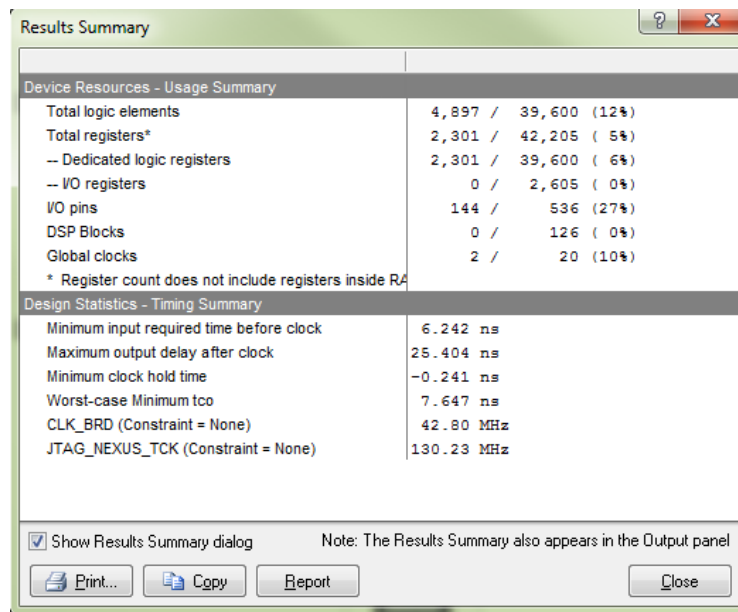 Results Summary
Device Resources - Usage Summary
Total logic elements 4,897 / 39,600 (12%)
Total registers* 2,301 / 42,205 ( 5%)
-- Dedicated logic registers 2,301 / 39,600 ( 6%)
-- I/O registers 0 / 2,605 ( 0%)
I/O pins 144 / 536 (27%)
DSP Blocks 0 / 126 ( 0%)
Global clocks 2 / 20 (10%)
* Register count does not include registers inside RA
Design Statistics - Timing Summary
Minimum input required time before clock 6.242 ns
Maximum output delay after clock 25.404 ns
Minimum clock hold time -0.241 ns
Worst-case Minimum tco 7.647 ns
CLK_BRD (Constraint = None) 42.80 MHz
JTAG_NEXUS_TCK (Constraint = None) 130.23 MHz
Show Results Summary dialog Note: The Results Summary also appears in the Output panel
Print... Copy Report Close